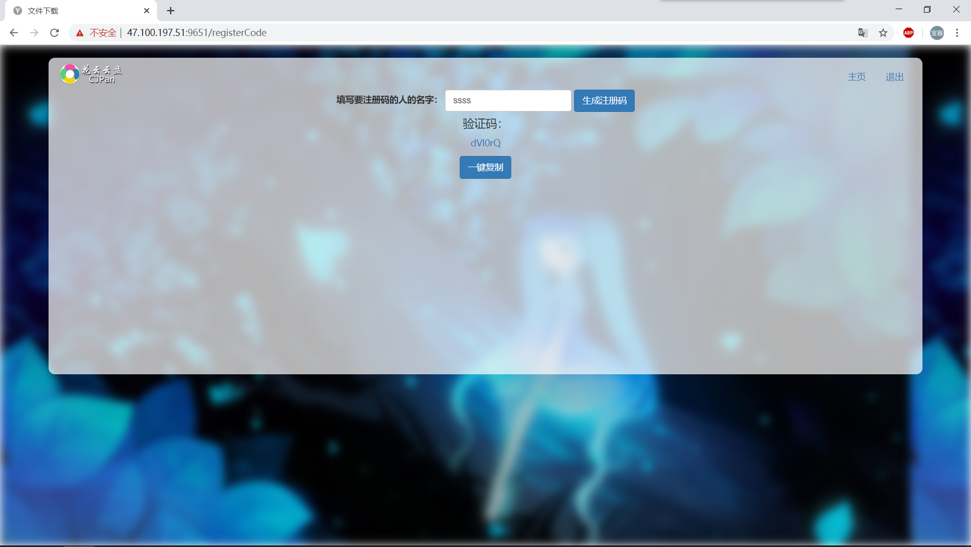 文件下载
不安全 | 47.100.197.51:9651/registerCode
ABP
CJPan
主页 退出
填写要注册码的人的名字： ssss 生成注册码
验证码：
dVl0rQ
一键复制